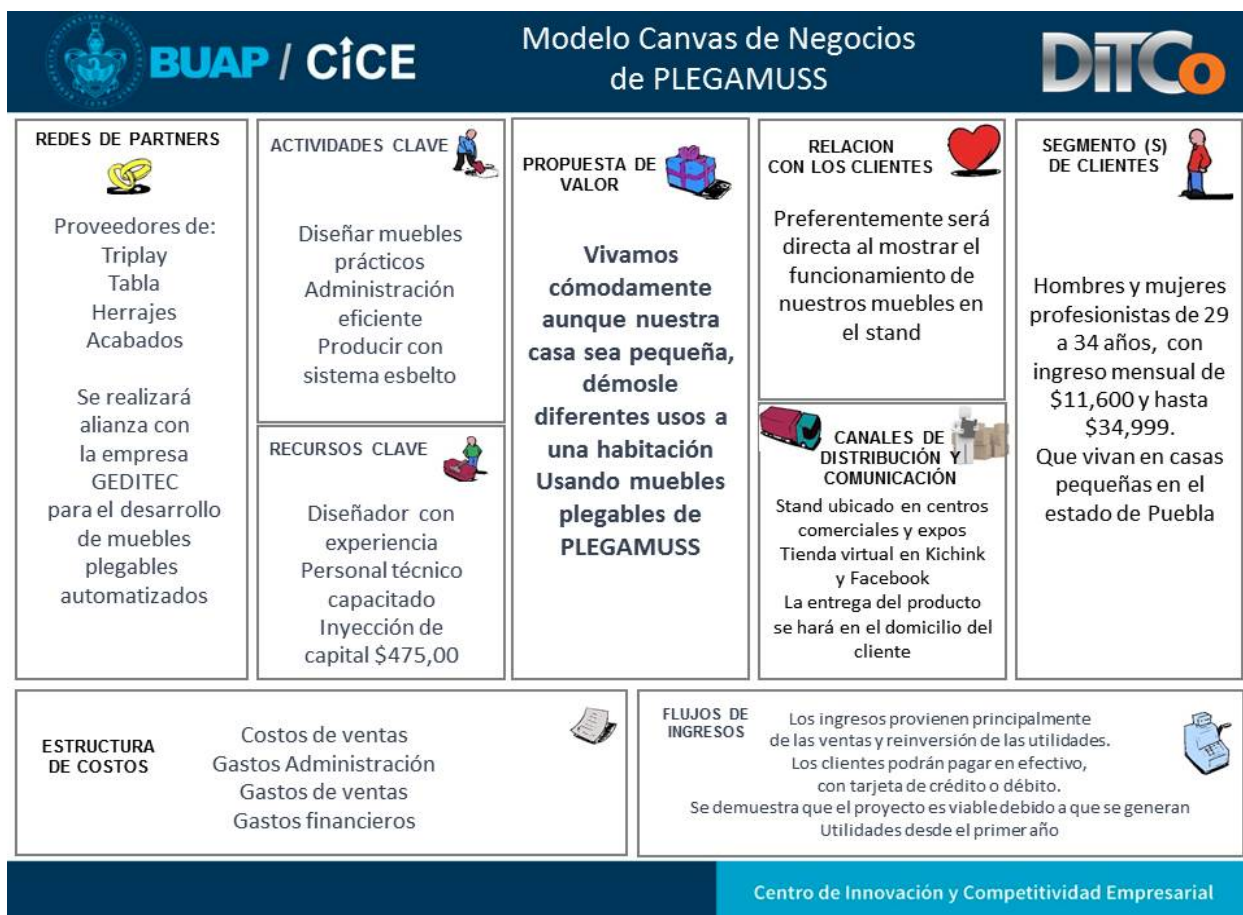 BUAP / CiCE
Modelo Canvas de Negocios
de PLEGAMUSS
DiTCo
REDES DE PARTNERS
Proveedores de:
Triplay
Tabla
Herrajes
Acabados
Se realizará
alianza con
la empresa
GEDITEC
para el desarrollo
de muebles
plegables
automatizados
ACTIVIDADES CLAVE
Diseñar muebles
prácticos
Administración
eficiente
Producir con
sistema esbelto
RECURSOS CLAVE
Diseñador con
experiencia
Personal técnico
capacitado
Inyección de
capital $475,00
PROPUESTA DE
VALOR
Vivamos
cómodamente
aunque nuestra
casa sea pequeña,
démosle
diferentes usos a
una habitación
Usando muebles
plegables de
PLEGAMUSS
RELACION
CON LOS CLIENTES
Preferentemente será
directa al mostrar el
funcionamiento de
nuestros muebles en
el stand
CANALES DE
DISTRIBUCIÓN Y
COMUNICACIÓN
Stand ubicado en centros
comerciales y expos
Tienda virtual en Kichink
y Facebook
La entrega del producto
se hará en el domicilio del
cliente
SEGMENTO (S)
DE CLIENTES
Hombres y mujeres
profesionistas de 29
a 34 años, con
ingreso mensual de
$11,600 y hasta
$34,999.
Que vivan en casas
pequeñas en el
estado de Puebla
ESTRUCTURA
DE COSTOS
Costos de ventas
Gastos Administración
Gastos de ventas
Gastos financieros
FLUJOS DE
INGRESOS
Los ingresos provienen principalmente
de las ventas y reinversión de las utilidades.
Los clientes podrán pagar en efectivo,
con tarjeta de crédito o débito.
Se demuestra que el proyecto es viable debido a que se generan
Utilidades desde el primer año
Centro de Innovación y Competitividad Empresarial